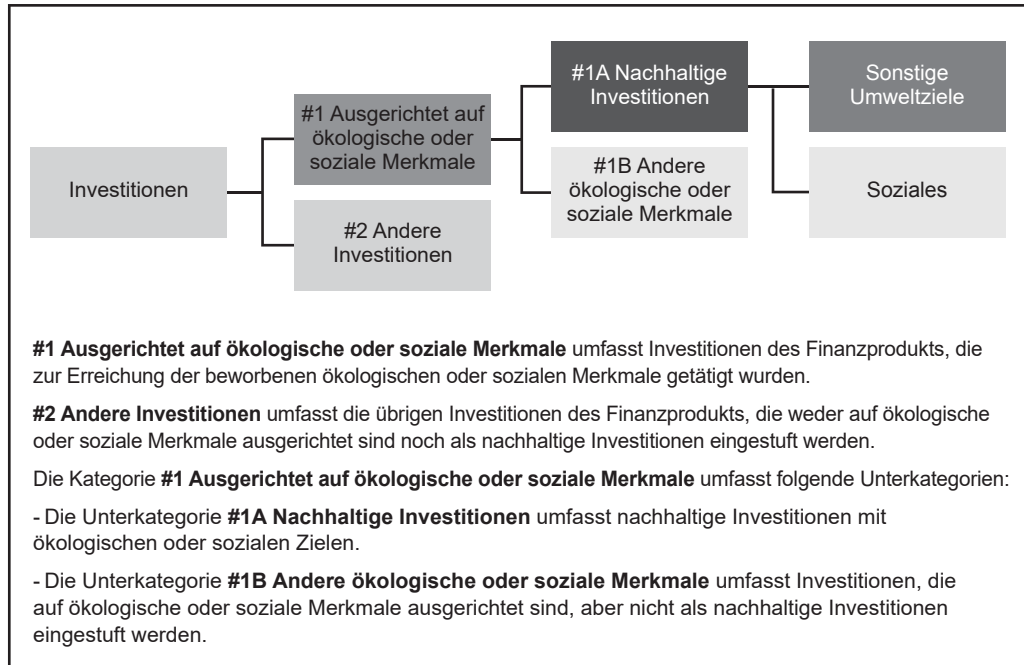 #1A Nachhaltige
Investitionen
Sonstige
Umweltziele
#1 Ausgerichtet auf
ökologische oder
soziale Merkmale
Investitionen
#1B Andere
ökologische oder
soziale Merkmale
Soziales
#2 Andere
Investitionen
#1 Ausgerichtet auf ökologische oder soziale Merkmale umfasst Investitionen des Finanzprodukts, die
zur Erreichung der beworbenen ökologischen oder sozialen Merkmale getätigt wurden.
#2 Andere Investitionen umfasst die übrigen Investitionen des Finanzprodukts, die weder auf ökologische
oder soziale Merkmale ausgerichtet sind noch als nachhaltige Investitionen eingestuft werden.
Die Kategorie #1 Ausgerichtet auf ökologische oder soziale Merkmale umfasst folgende Unterkategorien:
- Die Unterkategorie #1A Nachhaltige Investitionen umfasst nachhaltige Investitionen mit
ökologischen oder sozialen Zielen.
- Die Unterkategorie #1B Andere ökologische oder soziale Merkmale umfasst Investitionen, die
auf ökologische oder soziale Merkmale ausgerichtet sind, aber nicht als nachhaltige Investitionen
eingestuft werden.